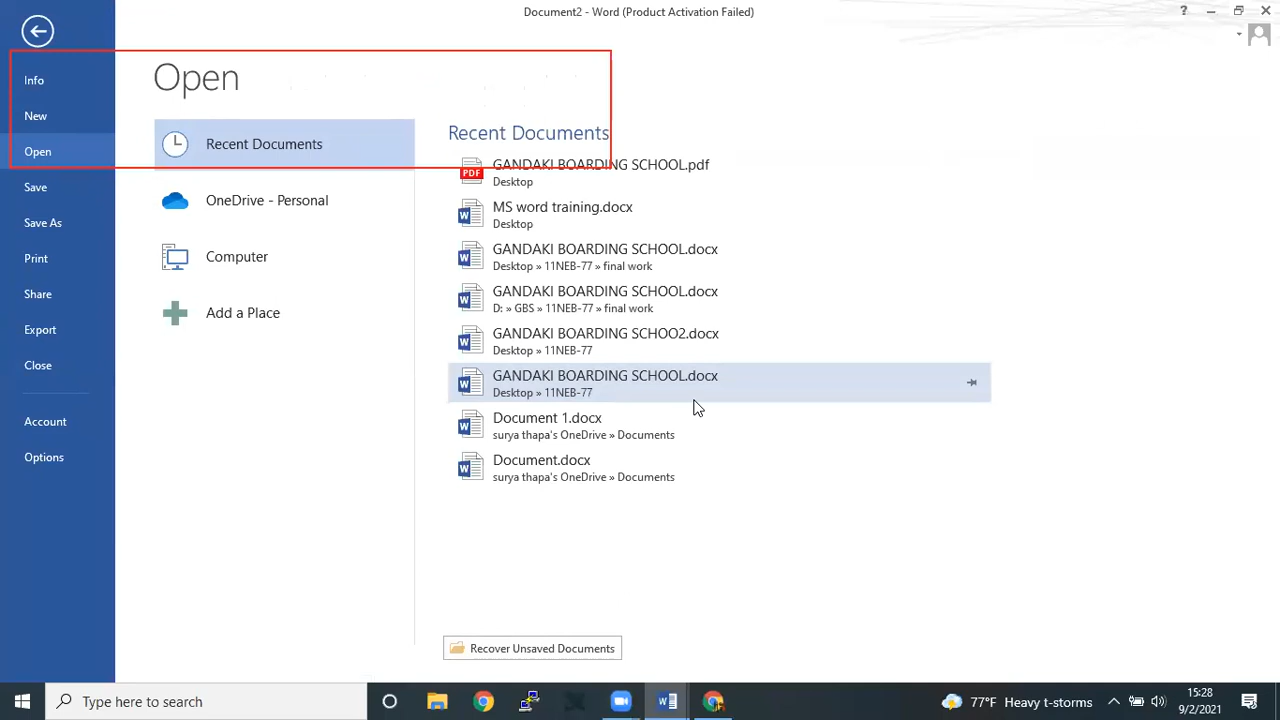 Document2 - Word (Product Activation Failed)
?
Info
New
Open
Save
Save As
Print
Share
Export
Close
Account
Options
Open
Recent Documents
OneDrive - Personal
Computer
Add a Place
Recent Documents
PDF
GANDAKI BOARDING SCHOOL.pdf
Desktop
MS word training.docx
Desktop
GANDAKI BOARDING SCHOOL.docx
Desktop » 11NEB-77 » final work
GANDAKI BOARDING SCHOOL.docx
D: » GBS » 11NEB-77 » final work
GANDAKI BOARDING SCHOO2.docx
Desktop » 11NEB-77
GANDAKI BOARDING SCHOOL.docx
Desktop » 11NEB-77
Document 1.docx
surya thapa's OneDrive » Documents
Document.docx
surya thapa's OneDrive » Documents
Recover Unsaved Documents
Type here to search
77°F Heavy t-storms
15:28
9/2/2021